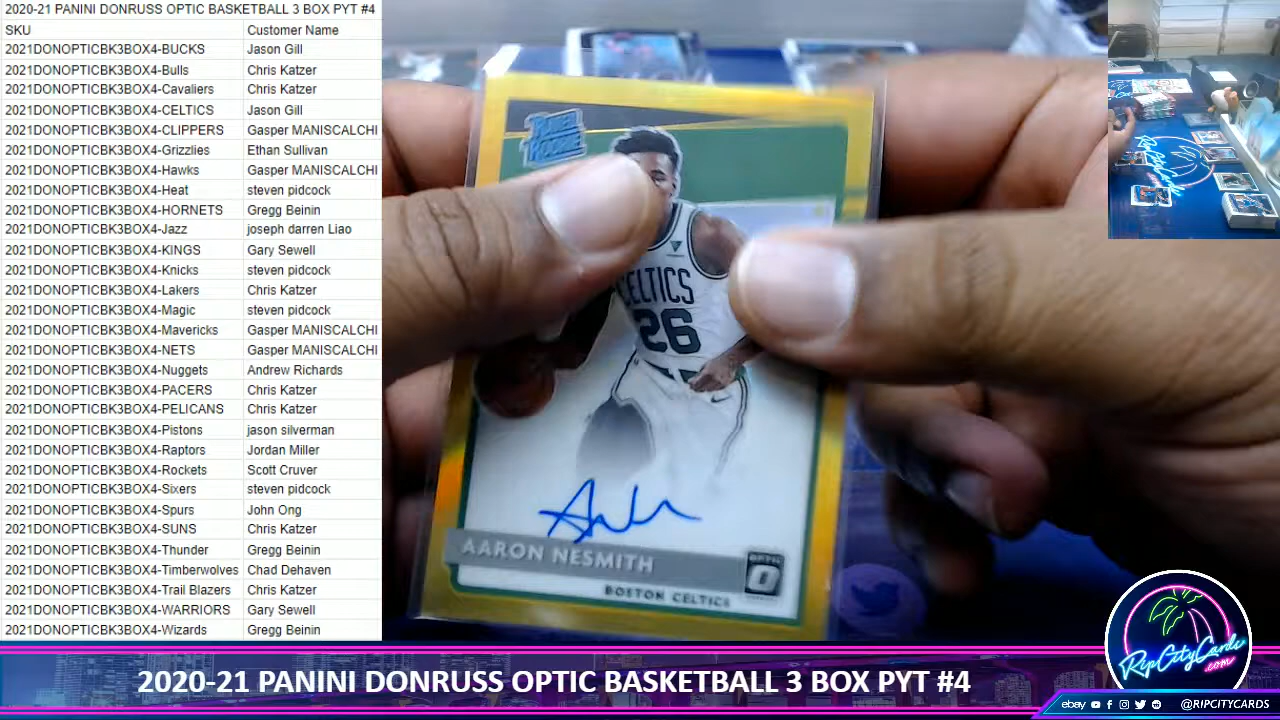 2020-21 PANINI DONRUSS OPTIC BASKETBALL 3 BOX PYT #4
SKU Customer Name
2021DONOPTICBK3BOX4-BUCKS Jason Gill
2021DONOPTICBK3BOX4-Bulls Chris Katzer
2021DONOPTICBK3BOX4-Cavaliers Chris Katzer
2021DONOPTICBK3BOX4-CELTICS Jason Gill
2021DONOPTICBK3BOX4-CLIPPERS Gasper MANISCALCHI
2021DONOPTICBK3BOX4-Grizzlies Ethan Sullivan
2021DONOPTICBK3BOX4-Hawks Gasper MANISCALCHI
2021DONOPTICBK3BOX4-Heat steven pidcock
2021DONOPTICBK3BOX4-HORNETS Gregg Beinin
2021DONOPTICBK3BOX4-Jazz joseph darren Liao
2021DONOPTICBK3BOX4-KINGS Gary Sewell
2021DONOPTICBK3BOX4-Knicks steven pidcock
2021DONOPTICBK3BOX4-Lakers Chris Katzer
2021DONOPTICBK3BOX4-Magic steven pidcock
2021DONOPTICBK3BOX4-Mavericks Gasper MANISCALCHI
2021DONOPTICBK3BOX4-NETS Gasper MANISCALCHI
2021DONOPTICBK3BOX4-Nuggets Andrew Richards
2021DONOPTICBK3BOX4-PACERS Chris Katzer
2021DONOPTICBK3BOX4-PELICANS Chris Katzer
2021DONOPTICBK3BOX4-Pistons jason silverman
2021DONOPTICBK3BOX4-Raptors Jordan Miller
2021DONOPTICBK3BOX4-Rockets Scott Cruver
2021DONOPTICBK3BOX4-Sixers steven pidcock
2021DONOPTICBK3BOX4-Spurs John Ong
2021DONOPTICBK3BOX4-SUNS Chris Katzer
2021DONOPTICBK3BOX4-Thunder Gregg Beinin
2021DONOPTICBK3BOX4-Timberwolves Chad Dehaven
2021DONOPTICBK3BOX4-Trail Blazers Chris Katzer
2021DONOPTICBK3BOX4-WARRIORS Gary Sewell
2021DONOPTICBK3BOX4-Wizards Gregg Beinin
RATED
ROOKIE
CELTICS
26
AARON NESMITH
OPTIC
BOSTON CELTICS
RipCityCards
.com
2020-21 PANINI DONRUSS OPTIC BASKETBALL 3 BOX PYT #4
ebay @RIPCITYCARDS